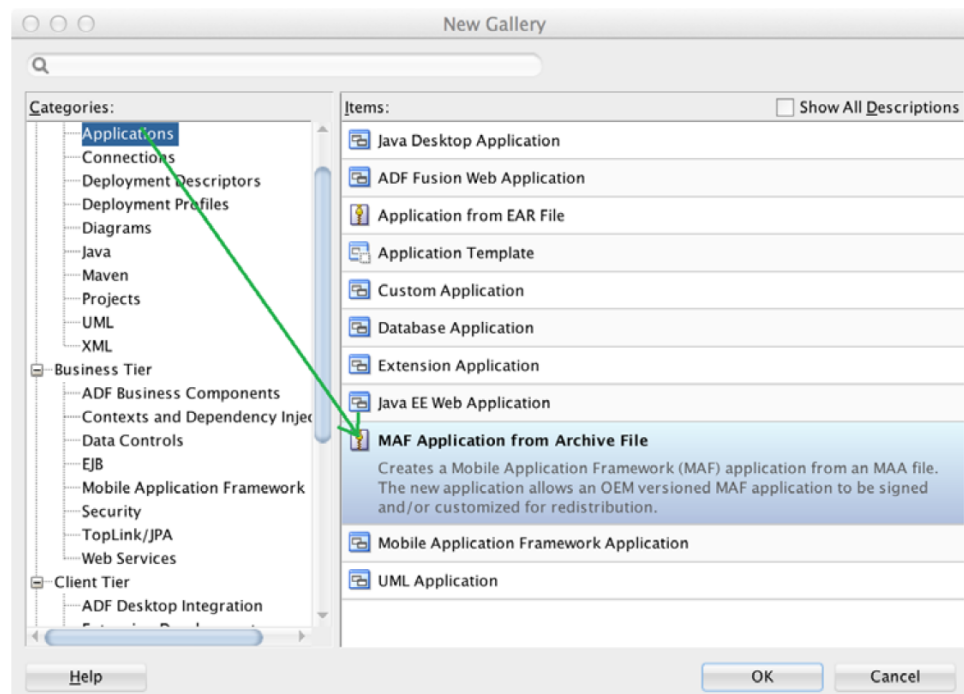 New Gallery
Categories:
Applications
Connections
Deployment Descriptors
Deployment Profiles
Diagrams
Java
Maven
Projects
UML
XML
Business Tier
ADF Business Components
Contexts and Dependency Injec
Data Controls
EJB
Mobile Application Framework
Security
TopLink/JPA
Web Services
Client Tier
ADF Desktop Integration
Items:
Show All Descriptions
Java Desktop Application
ADF Fusion Web Application
Application from EAR File
Application Template
Custom Application
Database Application
Extension Application
Java EE Web Application
MAF Application from Archive File
Creates a Mobile Application Framework (MAF) application from an MAA file.
The new application allows an OEM versioned MAF application to be signed
and/or customized for redistribution.
Mobile Application Framework Application
UML Application
Help
OK
Cancel